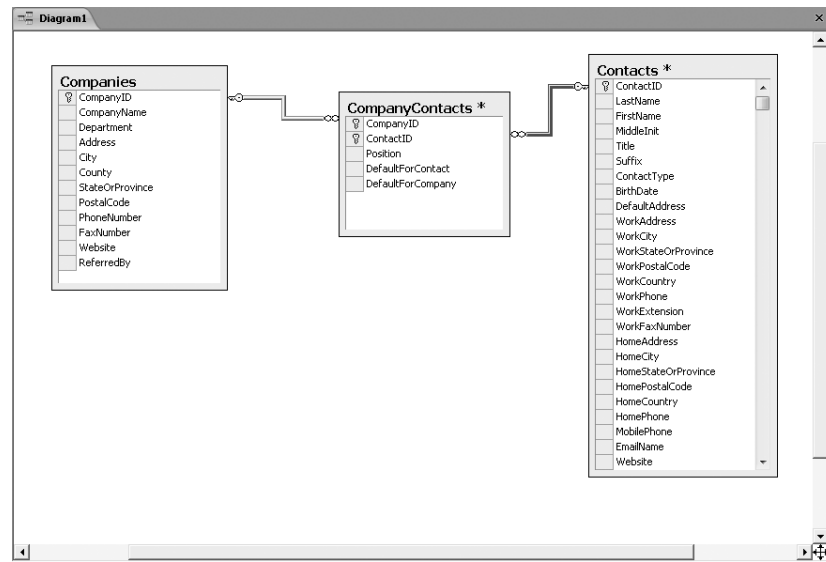 Diagram1
Companies
CompanyID
CompanyName
Department
Address
City
County
StateOrProvince
PostalCode
PhoneNumber
FaxNumber
Website
ReferredBy
CompanyContacts *
CompanyID
ContactID
Position
DefaultForContact
DefaultForCompany
Contacts *
ContactID
LastName
FirstName
MiddleInit
Title
Suffix
ContactType
BirthDate
DefaultAddress
WorkAddress
WorkCity
WorkStateOrProvince
WorkPostalCode
WorkCountry
WorkPhone
WorkExtension
WorkFaxNumber
HomeAddress
HomeCity
HomeStateOrProvince
HomePostalCode
HomeCountry
HomePhone
MobilePhone
EmailName
Website